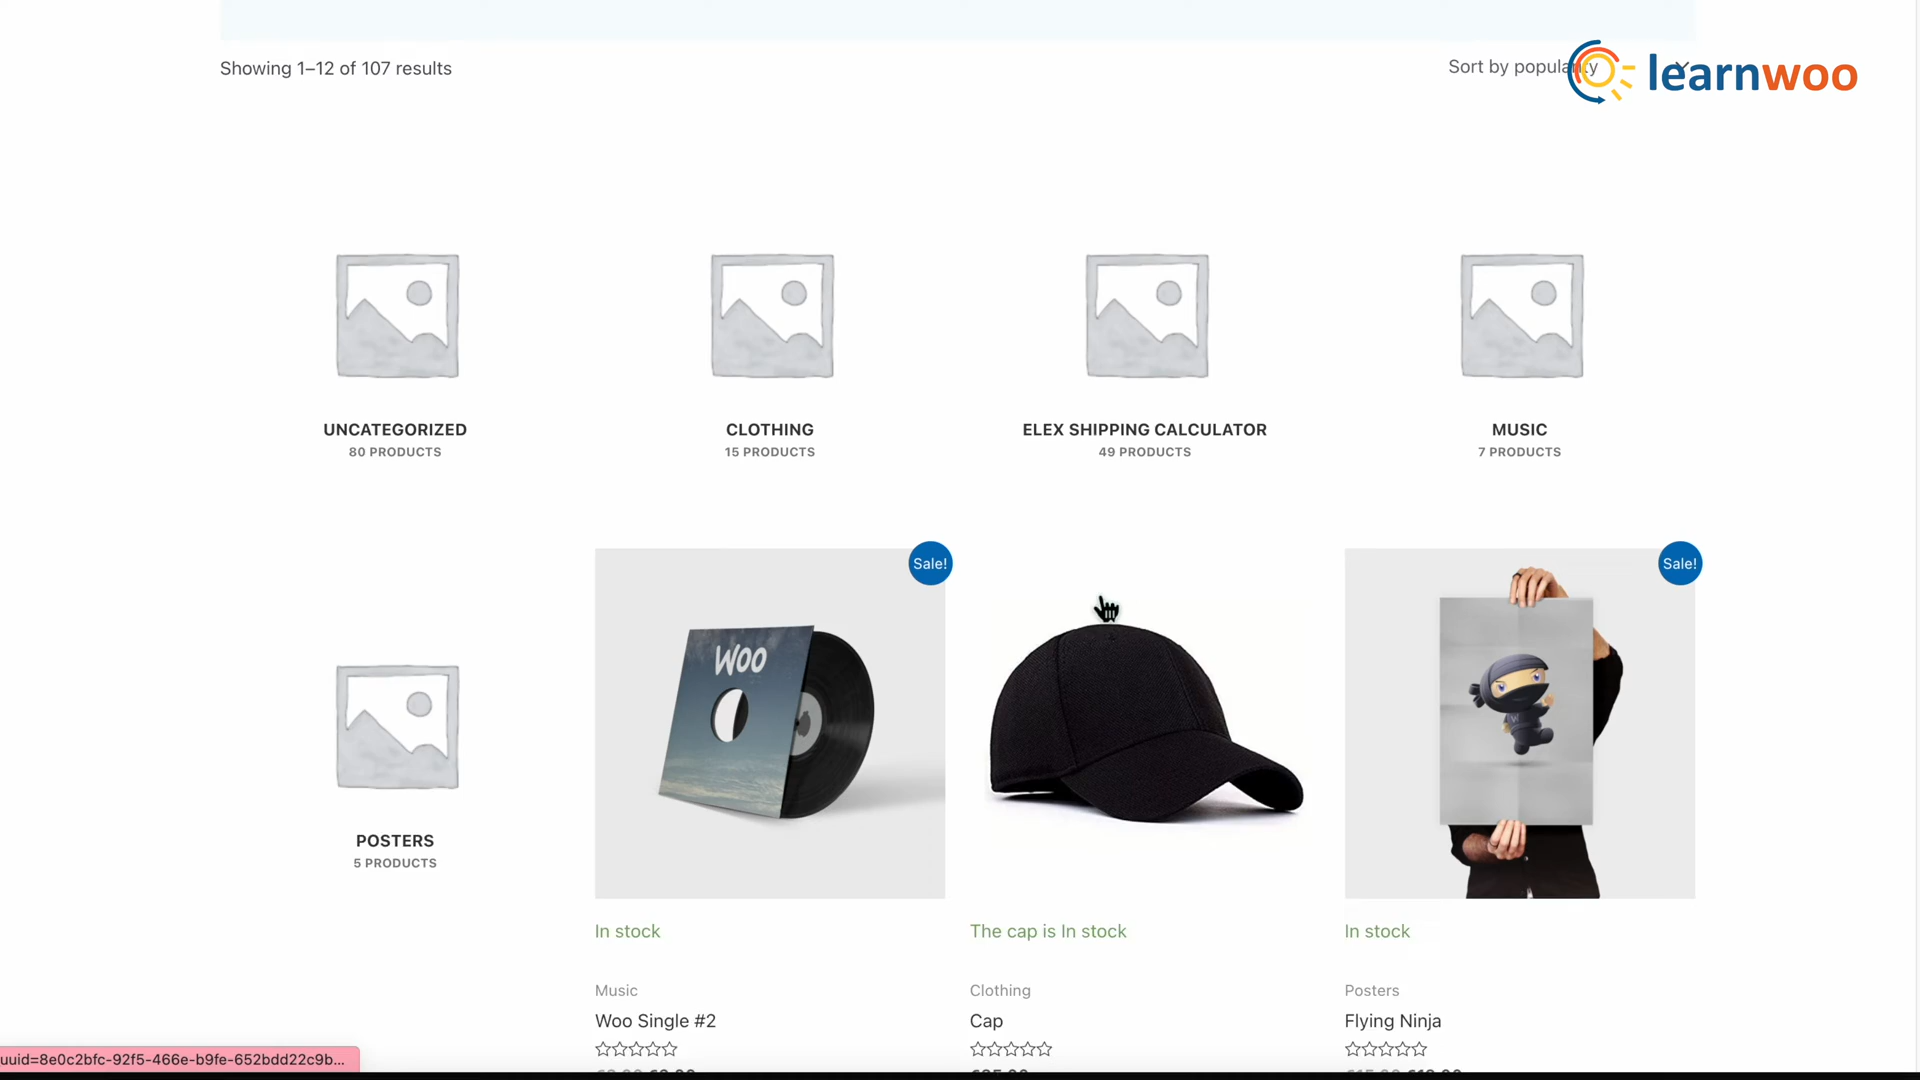 Showing 1–12 of 107 results
Sort by popularity
learnwoo
UNCATEGORIZED
80 PRODUCTS
CLOTHING
15 PRODUCTS
ELEX SHIPPING CALCULATOR
49 PRODUCTS
MUSIC
7 PRODUCTS
POSTERS
5 PRODUCTS
Sale!
WOO
Sale!
In stock
The cap is In stock
In stock
Music
Clothing
Posters
Woo Single #2
Cap
Flying Ninja
uuid=8e0c2bfc-92f5-466e-b9fe-652bdd22c9b...